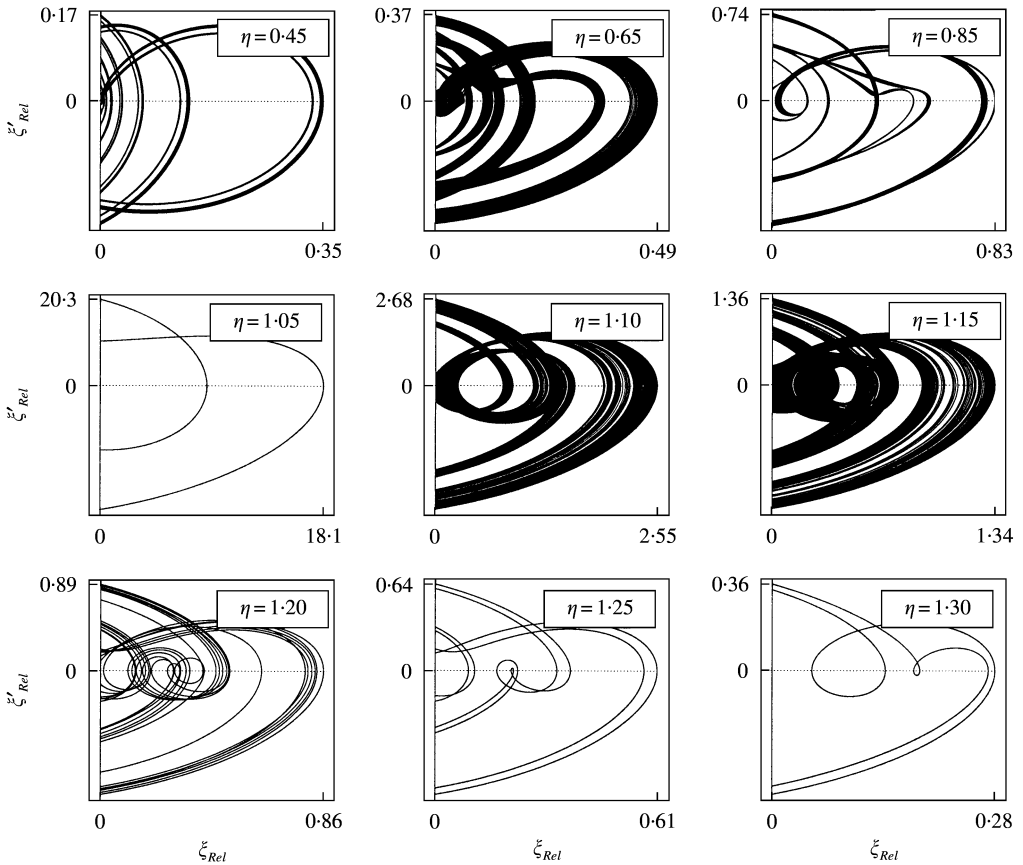 0·17
η = 0·45
ξ′Rel
0
0
0·35
0·37
η = 0·65
0
0
0·49
0·74
η = 0·85
0
0
0·83
20·3
η = 1·05
ξ′Rel
0
0
18·1
2·68
η = 1·10
0
0
2·55
1·36
η = 1·15
0
0
1·34
0·89
η = 1·20
ξ′Rel
0
0
0·86
ξRel
0·64
η = 1·25
0
0
0·61
ξRel
0·36
η = 1·30
0
0
0·28
ξRel